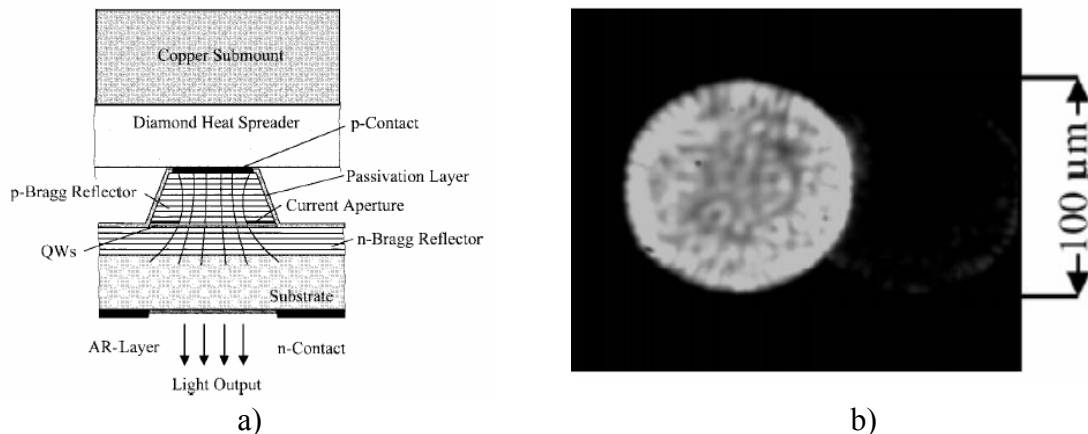 Copper Submount
Diamond Heat Spreader
p-Contact
p-Bragg Reflector
Passivation Layer
Current Aperture
QWs
n-Bragg Reflector
Substrate
AR-Layer
n-Contact
Light Output
a)
100 µm
b)